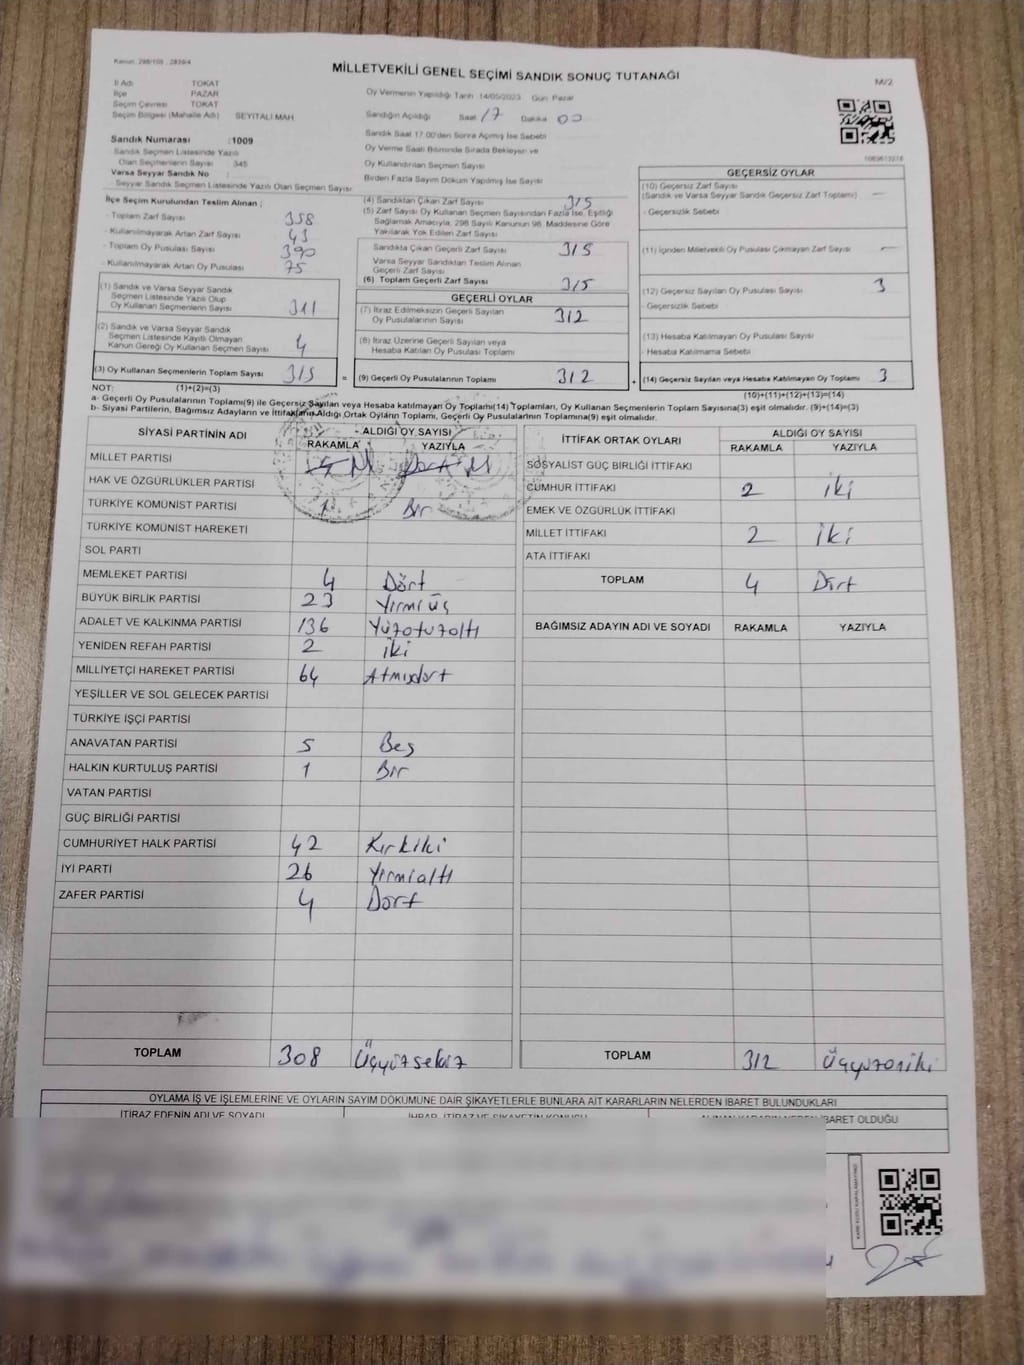 Kanun: 298/105 , 2839/4
MİLLETVEKİLİ GENEL SEÇİMİ SANDIK SONUÇ TUTANAĞI
M/2
İl Adı TOKAT
İlçe PAZAR
Seçim Çevresi TOKAT
Seçim Bölgesi (Mahalle Adı) SEYİTALİ MAH
Sandık Numarası : 1009
Sandık Seçmen Listesinde Yazılı
Olan Seçmenlerin Sayısı 345
Varsa Seyyar Sandık No :
Seyyar Sandık Seçmen Listesinde Yazılı Olan Seçmen Sayısı
Oy Vermenin Yapıldığı Tarih 14/05/2023 Gün Pazar
Sandığın Açıldığı Saat 17 Dakika 00
Sandık Saat 17:00'den Sonra Açılmış İse Sebebi
Oy Verme Saati Bitiminde Sırada Bekleyen ve
Oy Kullandırılan Seçmen Sayısı
Birden Fazla Sayım Döküm Yapılmış İse Sayısı
İlçe Seçim Kurulundan Teslim Alınan ;
- Toplam Zarf Sayısı 358
- Kullanılmayarak Artan Zarf Sayısı 43
- Toplam Oy Pusulası Sayısı 390
- Kullanılmayarak Artan Oy Pusulası 75
(1) Sandık ve Varsa Seyyar Sandık
Seçmen Listesinde Yazılı Olup
Oy Kullanan Seçmenlerin Sayısı 311
(2) Sandık ve Varsa Seyyar Sandık
Seçmen Listesinde Kayıtlı Olmayan
Kanun Gereği Oy Kullanan Seçmen Sayısı 4
(3) Oy Kullanan Seçmenlerin Toplam Sayısı 315
(4) Sandıktan Çıkan Zarf Sayısı 315
(5) Zarf Sayısı Oy Kullanan Seçmen Sayısından Fazla İse, Eşitliği
Sağlamak Amacıyla, 298 Sayılı Kanunun 98. Maddesine Göre
Yakılarak Yok Edilen Zarf Sayısı
Sandıkta Çıkan Geçerli Zarf Sayısı 315
Varsa Seyyar Sandıktan Teslim Alınan
Geçerli Zarf Sayısı
(6) Toplam Geçerli Zarf Sayısı 315
GEÇERLİ OYLAR
(7) İtiraz Edilmeksizin Geçerli Sayılan
Oy Pusulalarının Sayısı 312
(8) İtiraz Üzerine Geçerli Sayılan veya
Hesaba Katılan Oy Pusulası Toplamı
= (9) Geçerli Oy Pusulalarının Toplamı 312
GEÇERSİZ OYLAR
(10) Geçersiz Zarf Sayısı
(Sandık ve Varsa Seyyar Sandık Geçersiz Zarf Toplamı) —
- Geçersizlik Sebebi
(11) İçinden Milletvekili Oy Pusulası Çıkmayan Zarf Sayısı —
(12) Geçersiz Sayılan Oy Pusulası Sayısı 3
- Geçersizlik Sebebi
(13) Hesaba Katılmayan Oy Pusulası Sayısı
- Hesaba Katılmama Sebebi
+ (14) Geçersiz Sayılan veya Hesaba Katılmayan Oy Toplamı 3
NOT: (1)+(2)=(3) (10)+(11)+(12)+(13)=(14)
a- Geçerli Oy Pusulalarının Toplamı(9) ile Geçersiz Sayılan veya Hesaba katılmayan Oy Toplamı(14) Toplamları, Oy Kullanan Seçmenlerin Toplam Sayısına(3) eşit olmalıdır. (9)+(14)=(3)
b- Siyasi Partilerin, Bağımsız Adayların ve İttifakların Aldığı Ortak Oyların Toplamı, Geçerli Oy Pusulalarının Toplamına(9) eşit olmalıdır.
SİYASİ PARTİNİN ADI ALDIĞI OY SAYISI
RAKAMLA YAZIYLA
MİLLET PARTİSİ
HAK VE ÖZGÜRLÜKLER PARTİSİ
TÜRKİYE KOMÜNİST PARTİSİ 1 Bir
TÜRKİYE KOMÜNİST HAREKETİ
SOL PARTİ
MEMLEKET PARTİSİ 4 Dört
BÜYÜK BİRLİK PARTİSİ 23 Yirmiüç
ADALET VE KALKINMA PARTİSİ 136 Yüzotuzaltı
YENİDEN REFAH PARTİSİ 2 iki
MİLLİYETÇİ HAREKET PARTİSİ 64 Atmışdört
YEŞİLLER VE SOL GELECEK PARTİSİ
TÜRKİYE İŞÇİ PARTİSİ
ANAVATAN PARTİSİ 5 Beş
HALKIN KURTULUŞ PARTİSİ 1 Bir
VATAN PARTİSİ
GÜÇ BİRLİĞİ PARTİSİ
CUMHURİYET HALK PARTİSİ 42 Kırkiki
İYİ PARTİ 26 Yirmialtı
ZAFER PARTİSİ 4 Dört
TOPLAM 308 Üçyüzsekiz
İTTİFAK ORTAK OYLARI ALDIĞI OY SAYISI
RAKAMLA YAZIYLA
SOSYALİST GÜÇ BİRLİĞİ İTTİFAKI
CUMHUR İTTİFAKI 2 iki
EMEK VE ÖZGÜRLÜK İTTİFAKI
MİLLET İTTİFAKI 2 iki
ATA İTTİFAKI
TOPLAM 4 Dört
BAĞIMSIZ ADAYIN ADI VE SOYADI RAKAMLA YAZIYLA
TOPLAM 312 Üçyüzoniki
OYLAMA İŞ VE İŞLEMLERİNE VE OYLARIN SAYIM DÖKÜMÜNE DAİR ŞİKAYETLERLE BUNLARA AİT KARARLARIN NELERDEN İBARET BULUNDUKLARI
İTİRAZ EDENİN ADI VE SOYADI İHBAR, İTİRAZ VE ŞİKAYETİN KONUSU ALINAN KARARIN NEDEN İBARET OLDUĞU